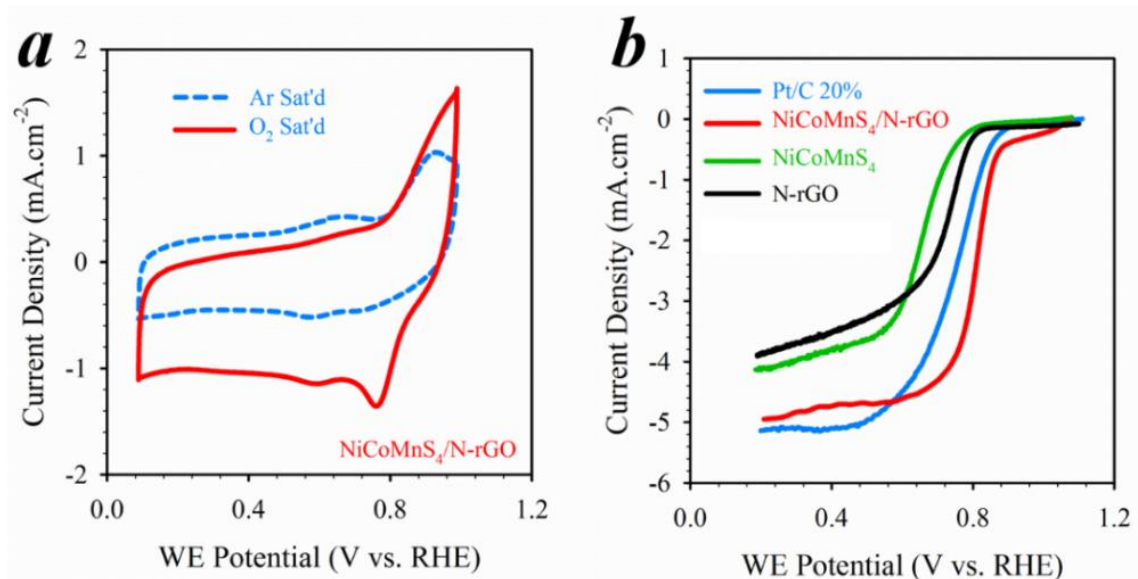 a
Current Density (mA.cm⁻²)
2
1
0
-1
-2
Ar Sat'd
O₂ Sat'd
NiCoMnS₄/N-rGO
0.0 0.4 0.8 1.2
WE Potential (V vs. RHE)
b
Current Density (mA.cm⁻²)
1
0
-1
-2
-3
-4
-5
-6
Pt/C 20%
NiCoMnS₄/N-rGO
NiCoMnS₄
N-rGO
0.0 0.4 0.8 1.2
WE Potential (V vs. RHE)